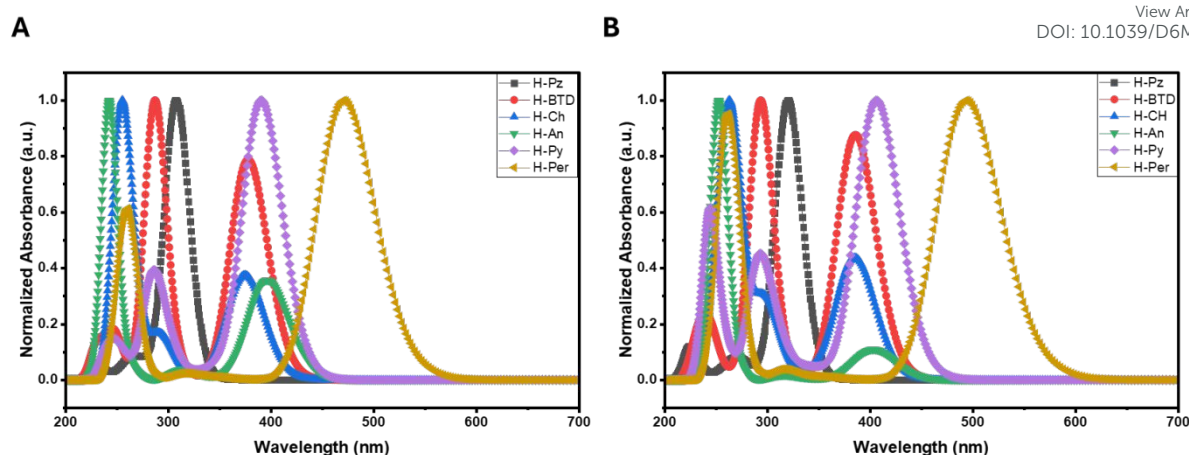 View Ar
DOI: 10.1039/D6M
A
B
Normalized Absorbance (a.u.)
1.0
0.8
0.6
0.4
0.2
0.0
H-Pz
H-BTD
H-Ch
H-An
H-Py
H-Per
200 300 400 500 600 700
Wavelength (nm)
Normalized Absorbance (a.u.)
1.0
0.8
0.6
0.4
0.2
0.0
H-Pz
H-BTD
H-CH
H-An
H-Py
H-Per
200 300 400 500 600 700
Wavelength (nm)